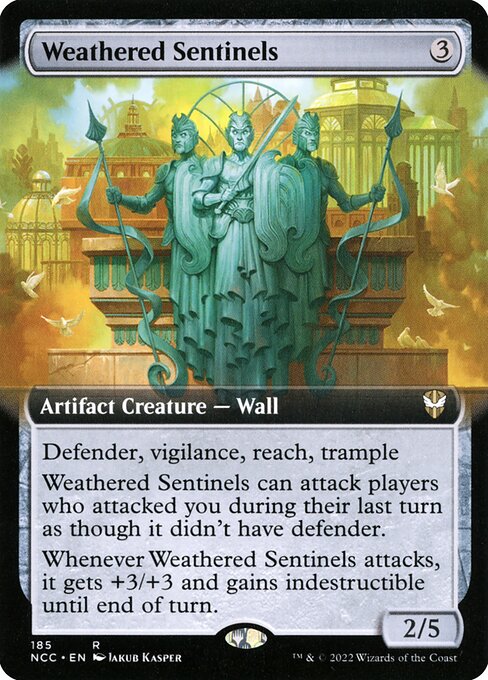 Weathered Sentinels 3
Artifact Creature — Wall
Defender, vigilance, reach, trample
Weathered Sentinels can attack players
who attacked you during their last turn
as though it didn't have defender.
Whenever Weathered Sentinels attacks,
it gets +3/+3 and gains indestructible
until end of turn.
2/5
185 R
NCC • EN Jakub Kasper
™ & © 2022 Wizards of the Coast